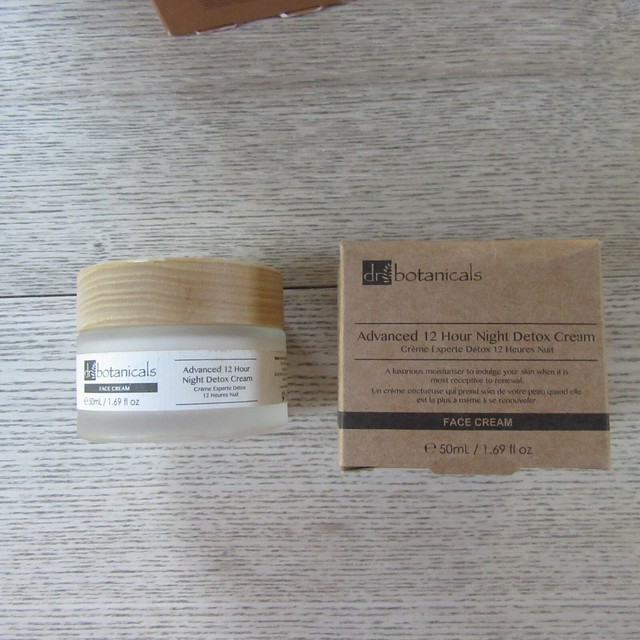 dr botanicals
FACE CREAM
℮ 50mL / 1.69 fl oz
Advanced 12 Hour
Night Detox Cream
Crème Experte Détox
12 Heures Nuit
dr botanicals
Advanced 12 Hour Night Detox Cream
Crème Experte Détox 12 Heures Nuit
A luxurious moisturiser to indulge your skin when it is
most receptive to renewal.
Un crème onctueuse qui prend soin de votre peau quand elle
est la plus à même à se renouveler
FACE CREAM
℮ 50mL / 1.69 fl oz